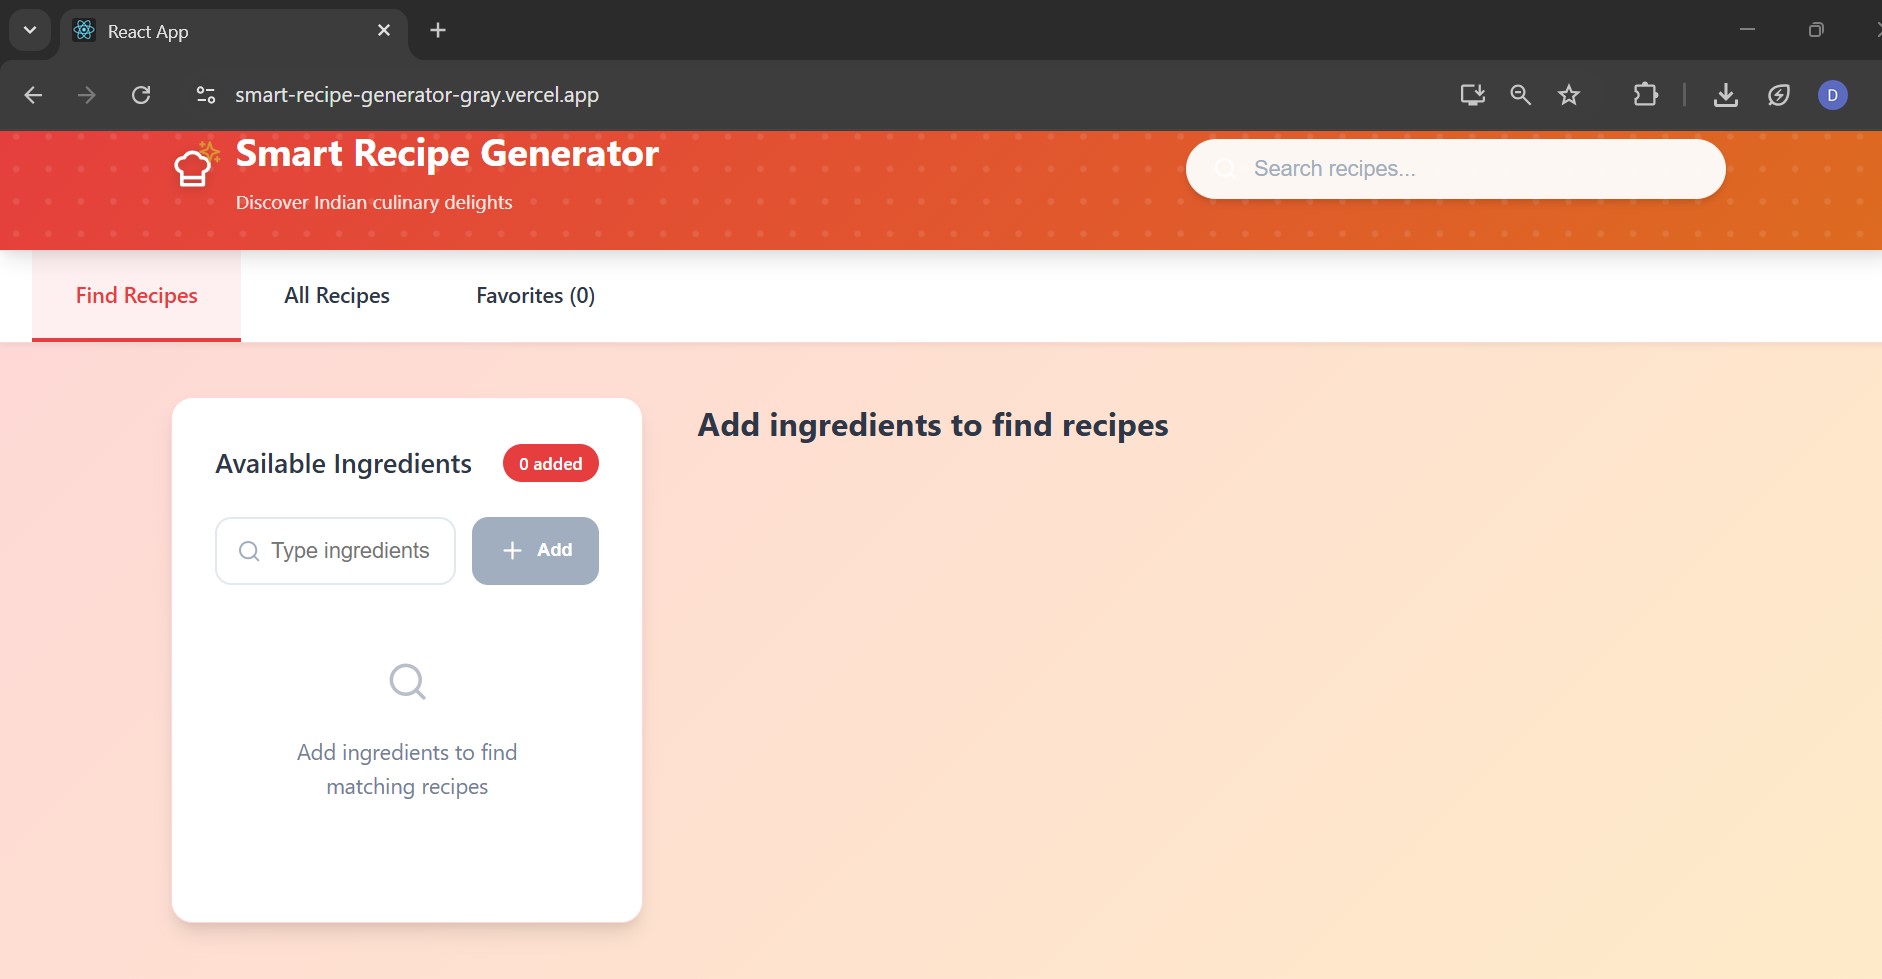 React App
smart-recipe-generator-gray.vercel.app
D
Smart Recipe Generator
Discover Indian culinary delights
Search recipes...
Find Recipes
All Recipes
Favorites (0)
Available Ingredients
0 added
Type ingredients
Add
Add ingredients to find
matching recipes
Add ingredients to find recipes